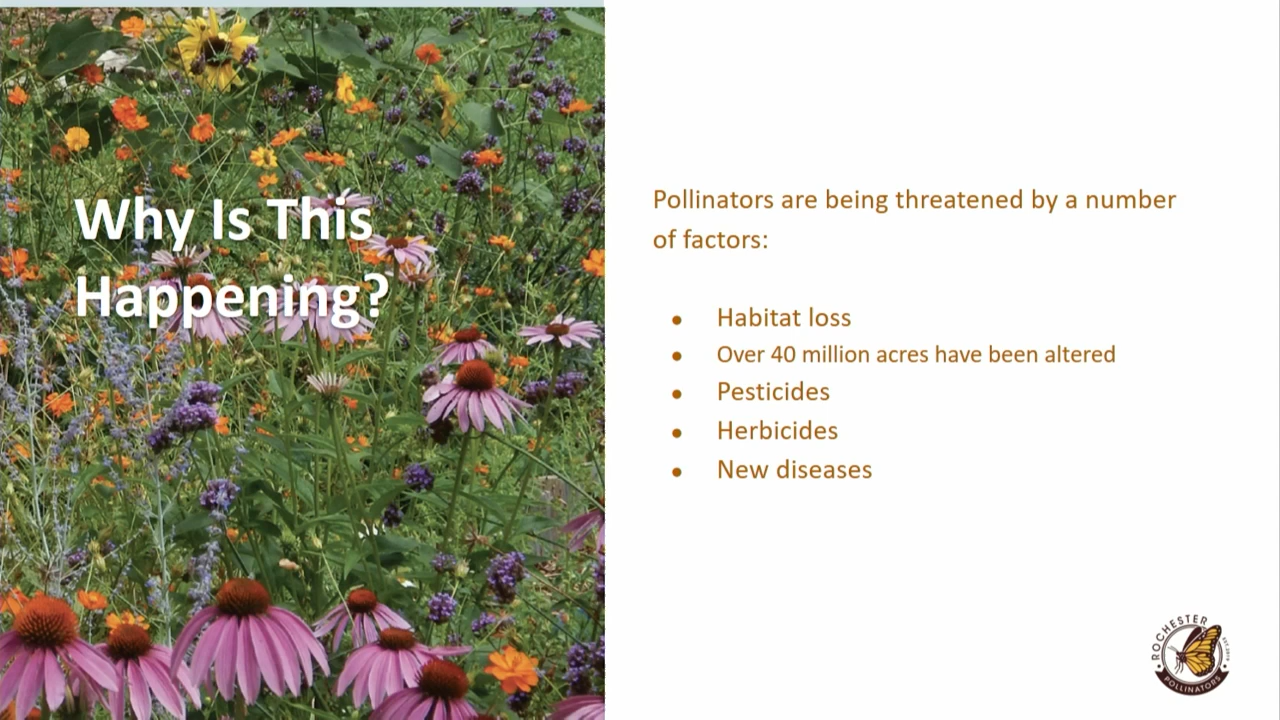 Why Is This
Happening?
Pollinators are being threatened by a number
of factors:
• Habitat loss
• Over 40 million acres have been altered
• Pesticides
• Herbicides
• New diseases
ROCHESTER
POLLINATORS